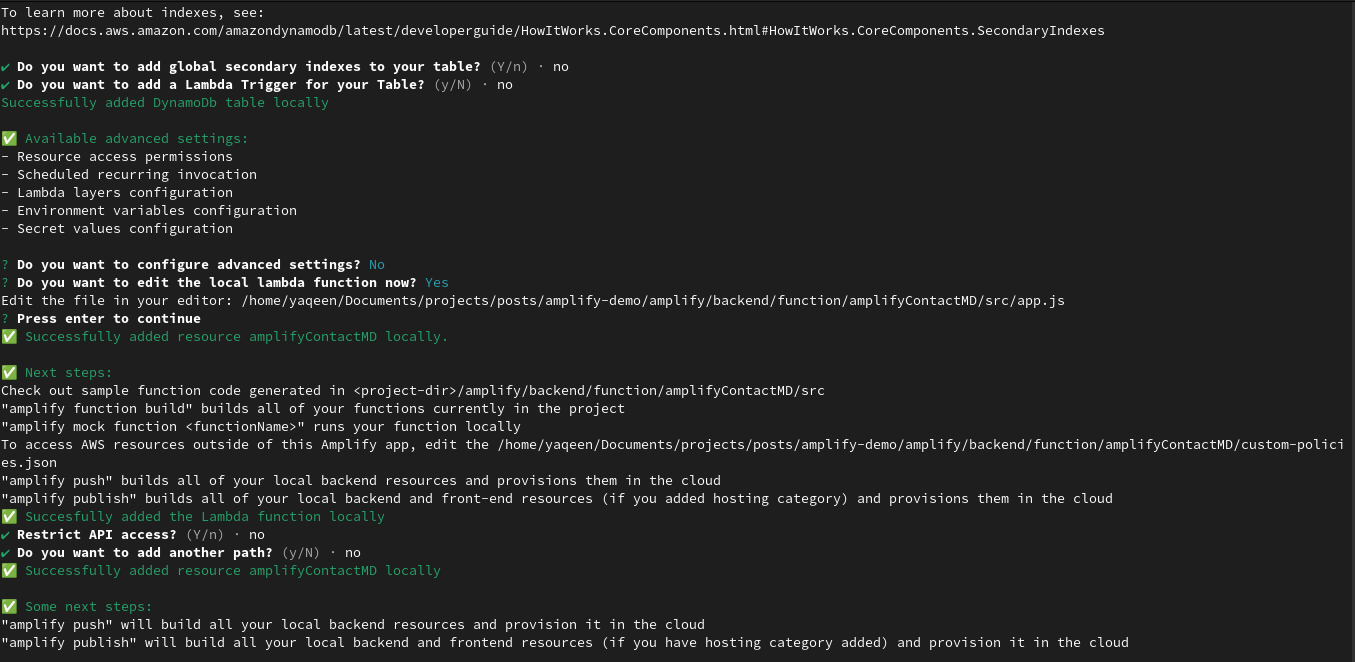 To learn more about indexes, see:
https://docs.aws.amazon.com/amazondynamodb/latest/developerguide/HowItWorks.CoreComponents.html#HowItWorks.CoreComponents.SecondaryIndexes
✔ Do you want to add global secondary indexes to your table? (Y/n) · no
✔ Do you want to add a Lambda Trigger for your Table? (y/N) · no
Successfully added DynamoDb table locally
✅ Available advanced settings:
- Resource access permissions
- Scheduled recurring invocation
- Lambda layers configuration
- Environment variables configuration
- Secret values configuration
? Do you want to configure advanced settings? No
? Do you want to edit the local lambda function now? Yes
Edit the file in your editor: /home/yaqeen/Documents/projects/posts/amplify-demo/amplify/backend/function/amplifyContactMD/src/app.js
? Press enter to continue
✅ Successfully added resource amplifyContactMD locally.
✅ Next steps:
Check out sample function code generated in <project-dir>/amplify/backend/function/amplifyContactMD/src
"amplify function build" builds all of your functions currently in the project
"amplify mock function <functionName>" runs your function locally
To access AWS resources outside of this Amplify app, edit the /home/yaqeen/Documents/projects/posts/amplify-demo/amplify/backend/function/amplifyContactMD/custom-polici
es.json
"amplify push" builds all of your local backend resources and provisions them in the cloud
"amplify publish" builds all of your local backend and front-end resources (if you added hosting category) and provisions them in the cloud
✅ Succesfully added the Lambda function locally
✔ Restrict API access? (Y/n) · no
✔ Do you want to add another path? (y/N) · no
✅ Successfully added resource amplifyContactMD locally
✅ Some next steps:
"amplify push" will build all your local backend resources and provision it in the cloud
"amplify publish" will build all your local backend and frontend resources (if you have hosting category added) and provision it in the cloud